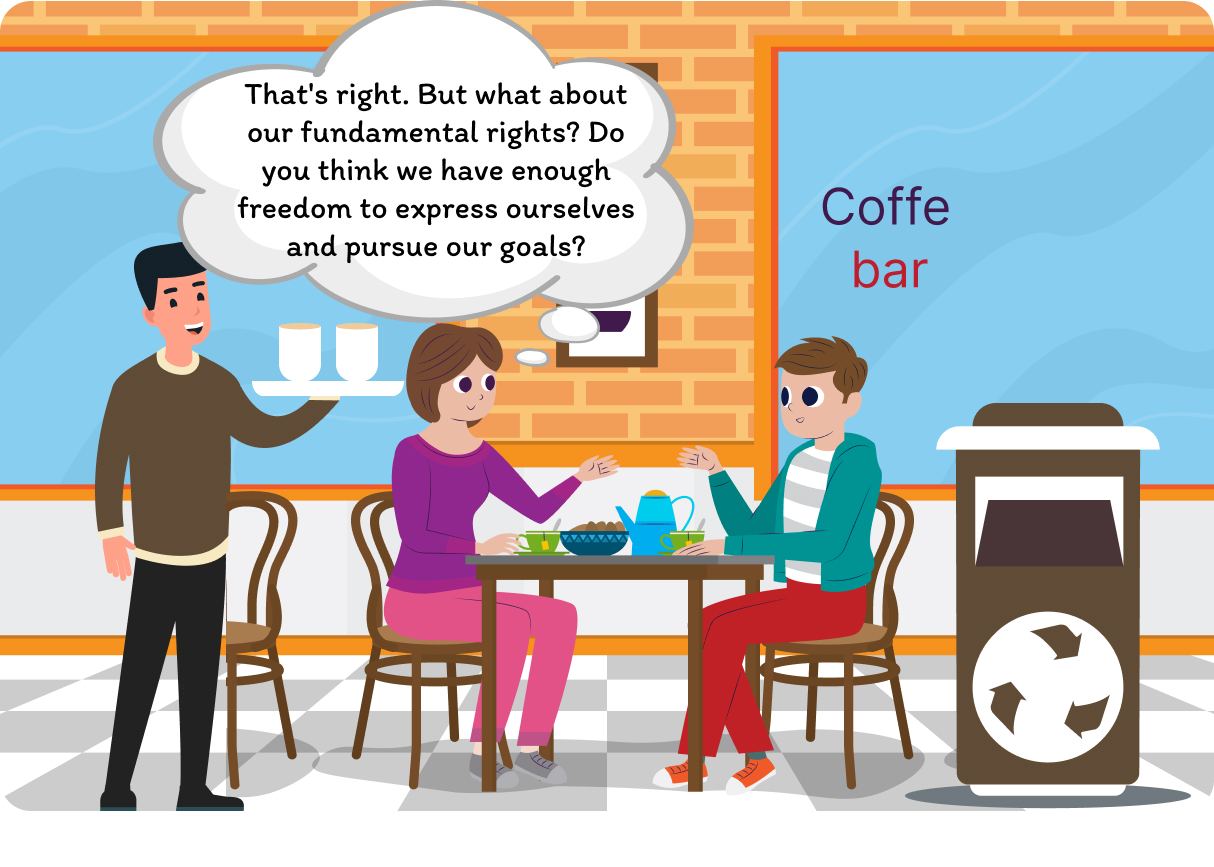 That's right. But what about
our fundamental rights? Do
you think we have enough
freedom to express ourselves
and pursue our goals?
Coffe
bar